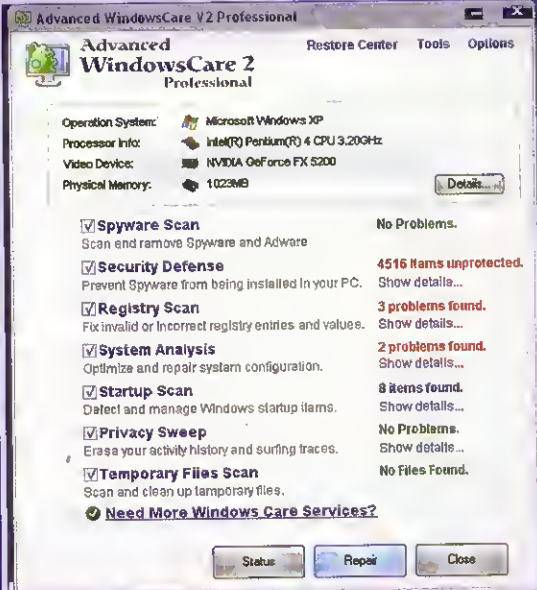 Advanced WindowsCare V2 Professional
Advanced
WindowsCare 2
Professional
Restore Center Tools Options
Operation System: Microsoft Windows XP
Processor Info: Intel(R) Pentium(R) 4 CPU 3.20GHz
Video Device: NVIDIA GeForce FX 5200
Physical Memory: 1023MB
Details...
Spyware Scan No Problems.
Scan and remove Spyware and Adware
Security Defense 4516 Items unprotected.
Prevent Spyware from being installed in your PC. Show details...
Registry Scan 3 problems found.
Fix invalid or incorrect registry entries and values. Show details...
System Analysis 2 problems found.
Optimize and repair system configuration. Show details...
Startup Scan 8 items found.
Detect and manage Windows startup items. Show details...
Privacy Sweep No Problems.
Erase your activity history and surfing traces. Show details...
Temporary Files Scan No Files Found.
Scan and clean up temporary files.
Need More Windows Care Services?
Status Repair Close